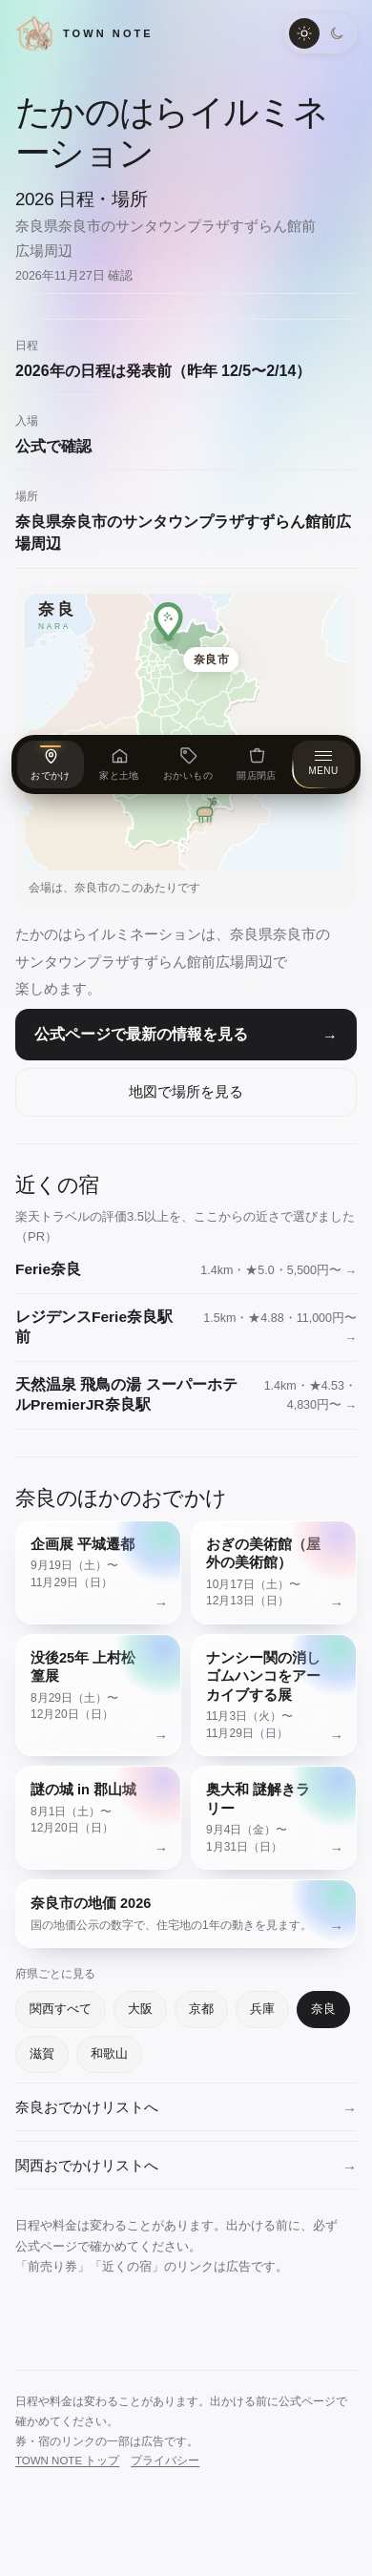 TOWN NOTE
たかのはらイルミネ
ーション
2026 日程・場所
奈良県奈良市のサンタウンプラザすずらん館前
広場周辺
2026年11月27日 確認
日程
2026年の日程は発表前（昨年 12/5〜2/14）
入場
公式で確認
場所
奈良県奈良市のサンタウンプラザすずらん館前広
場周辺
奈良
NARA
奈良市
おでかけ
家と土地
おかいもの
開店閉店
MENU
会場は、奈良市のこのあたりです
たかのはらイルミネーションは、奈良県奈良市の
サンタウンプラザすずらん館前広場周辺で
楽しめます。
公式ページで最新の情報を見る →
地図で場所を見る
近くの宿
楽天トラベルの評価3.5以上を、ここからの近さで選びました
（PR）
Ferie奈良
1.4km・★5.0・5,500円〜 →
レジデンスFerie奈良駅
前
1.5km・★4.88・11,000円〜
→
天然温泉 飛鳥の湯 スーパーホテ
ルPremierJR奈良駅
1.4km・★4.53・
4,830円〜 →
奈良のほかのおでかけ
企画展 平城遷都
9月19日（土）〜
11月29日（日）
→
おぎの美術館（屋
外の美術館）
10月17日（土）〜
12月13日（日）
→
没後25年 上村松
篁展
8月29日（土）〜
12月20日（日）
→
ナンシー関の消し
ゴムハンコをアー
カイブする展
11月3日（火）〜
11月29日（日）
→
謎の城 in 郡山城
8月1日（土）〜
12月20日（日）
→
奥大和 謎解きラ
リー
9月4日（金）〜
1月31日（日）
→
奈良市の地価 2026
国の地価公示の数字で、住宅地の1年の動きを見ます。 →
府県ごとに見る
関西すべて
大阪
京都
兵庫
奈良
滋賀
和歌山
奈良おでかけリストへ →
関西おでかけリストへ →
日程や料金は変わることがあります。出かける前に、必ず
公式ページで確かめてください。
「前売り券」「近くの宿」のリンクは広告です。
日程や料金は変わることがあります。出かける前に公式ページで
確かめてください。
券・宿のリンクの一部は広告です。
TOWN NOTE トップ プライバシー